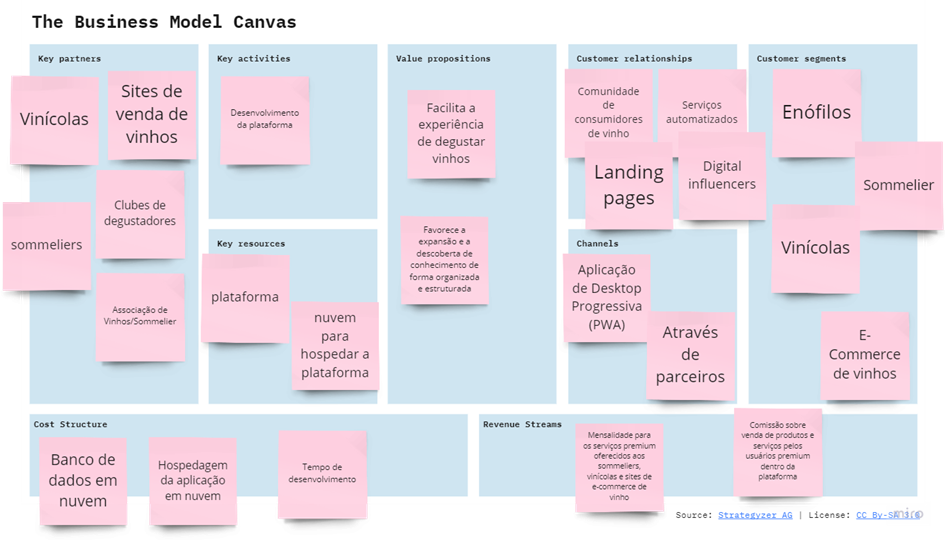 The Business Model Canvas
Key partners
Vinícolas
Sites de
venda de
vinhos
Clubes de
degustadores
sommeliers
Associação de
Vinhos/Sommelier
Key activities
Desenvolvimento
da plataforma
Key resources
plataforma
nuvem
para
hospedar a
plataforma
Value propositions
Facilita a
experiência
de degustar
vinhos
Favorece a
expansão e a
descoberta de
conhecimento de
forma organizada
e estruturada
Customer relationships
Comunidade
de
consumidores
de vinho
Serviços
automatizados
Landing
pages
Digital
influencers
Channels
Aplicação
de Desktop
Progressiva
(PWA)
Através
de
parceiros
Customer segments
Enófilos
Sommelier
Vinícolas
E-
Commerce
de vinhos
Cost Structure
Banco de
dados em
nuvem
Hospedagem
da aplicação
em nuvem
Tempo de
desenvolvimento
Revenue Streams
Mensalidade para
os serviços premium
oferecidos aos
sommeliers,
vinícolas e sites de
e-commerce de
vinho
Comissão sobre
venda de produtos e
serviços pelos
usuários premium
dentro da
plataforma
Source: Strategyzer AG | License: CC By-SA 3.0
miro